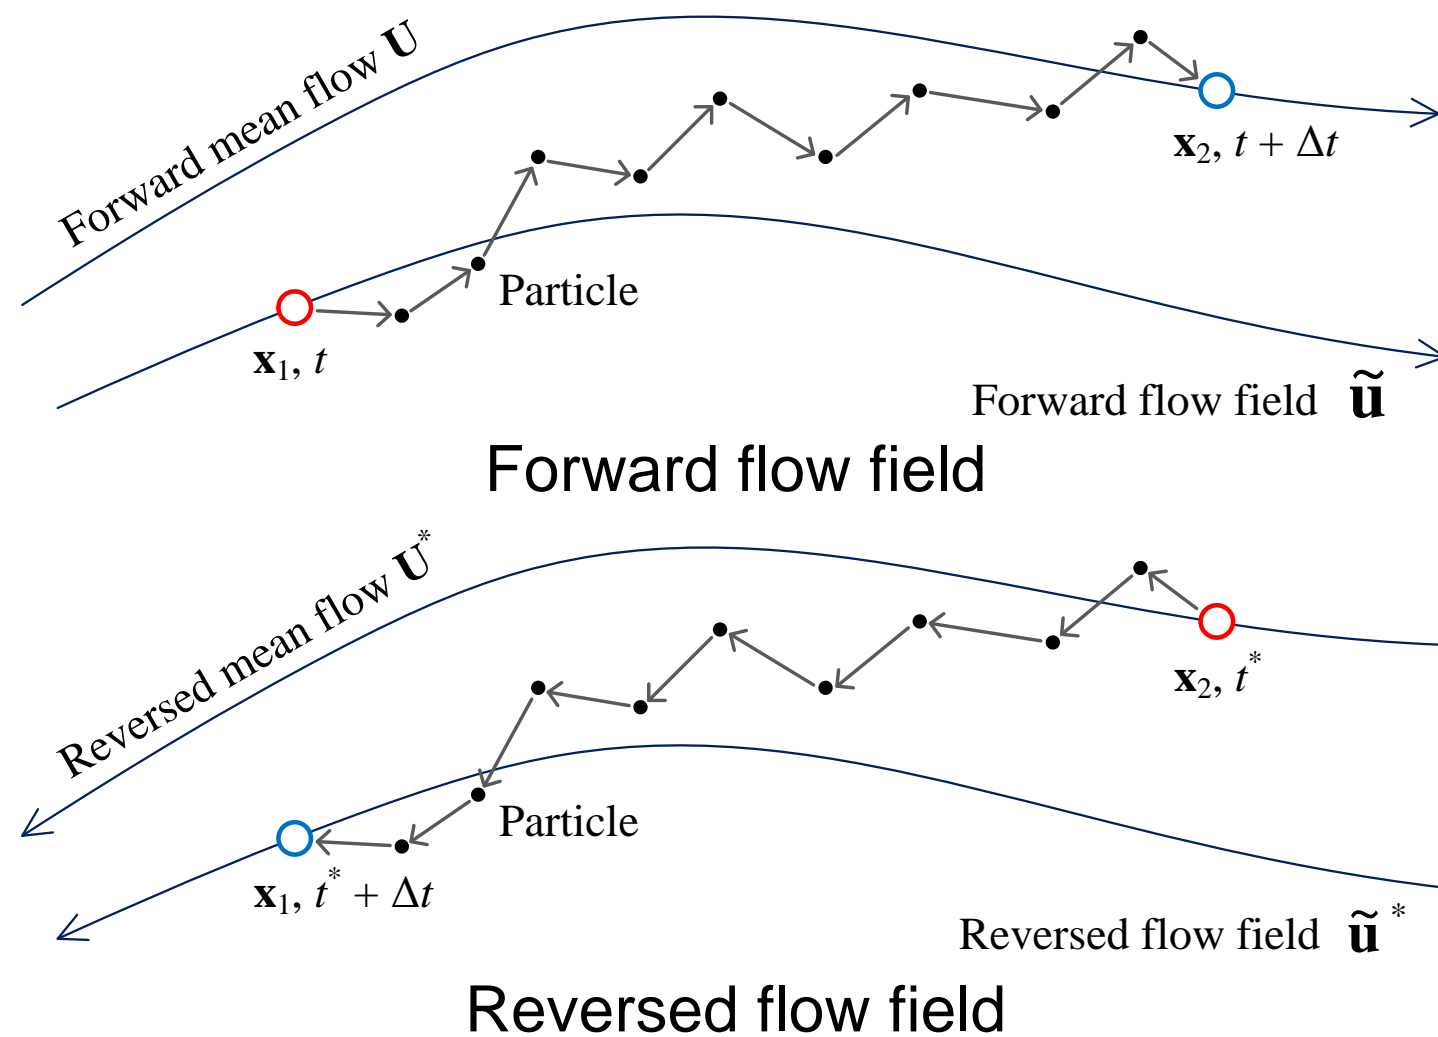 Forward mean flow U
x₂, t + Δt
Particle
x₁, t
Forward flow field ũ
Forward flow field
Reversed mean flow U*
x₂, t*
Particle
x₁, t* + Δt
Reversed flow field ũ*
Reversed flow field